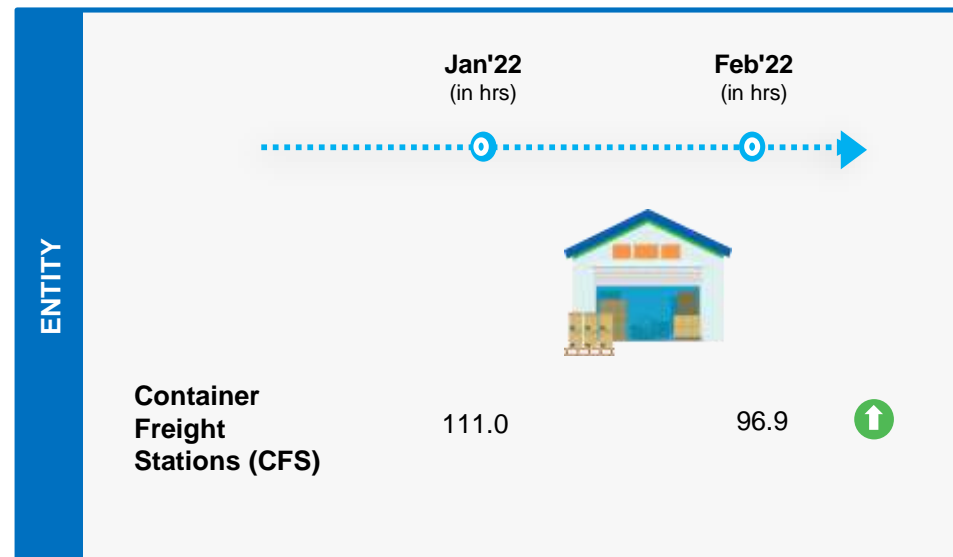 Jan'22
(in hrs)
Feb'22
(in hrs)
ENTITY
Container
Freight
Stations (CFS)
111.0
96.9